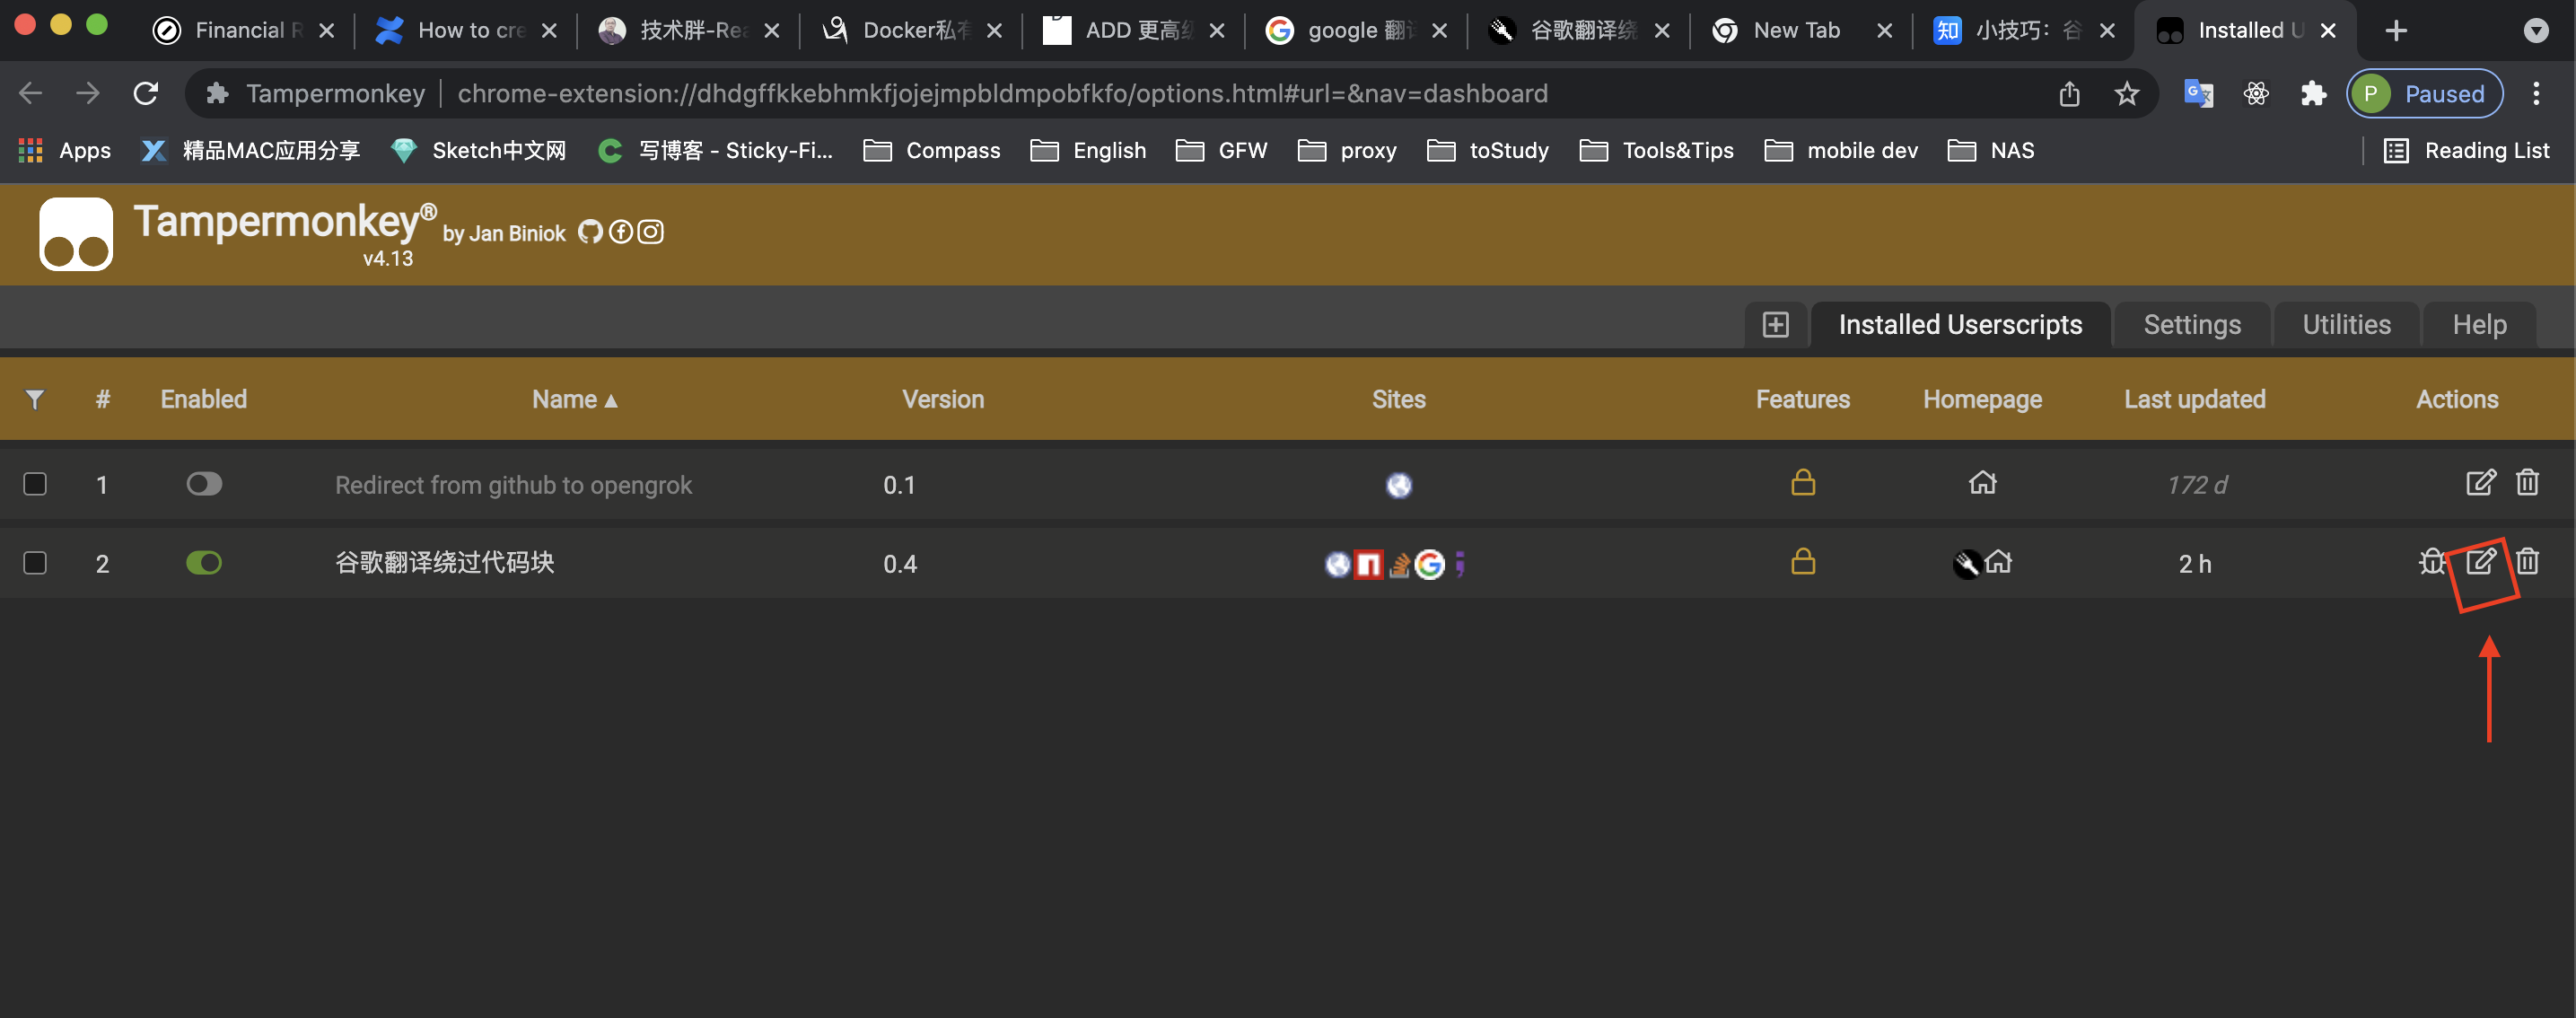 Financial R
How to cre
技术胖-Rea
Docker私有
ADD 更高级
google 翻译
谷歌翻译绕
New Tab
知 小技巧：谷
Installed U
Tampermonkey chrome-extension://dhdgffkkebhmkfjojejmpbldmpobfkfo/options.html#url=&nav=dashboard
P Paused
Apps
精品MAC应用分享
Sketch中文网
写博客 - Sticky-Fi...
Compass
English
GFW
proxy
toStudy
Tools&Tips
mobile dev
NAS
Reading List
Tampermonkey® by Jan Biniok
v4.13
Installed Userscripts
Settings
Utilities
Help
# Enabled Name ▲ Version Sites Features Homepage Last updated Actions
1 Redirect from github to opengrok 0.1 172 d
2 谷歌翻译绕过代码块 0.4 2 h